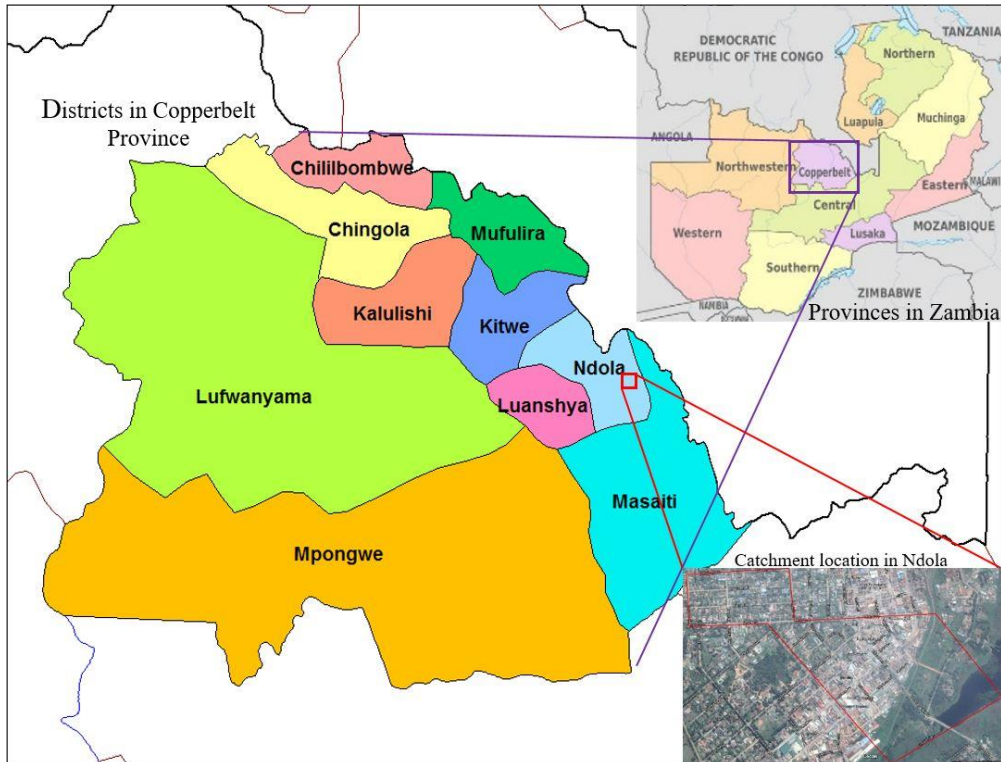 Districts in Copperbelt
Province
Chililbombwe
Chingola
Mufulira
Kalulishi
Kitwe
Ndola
Lufwanyama
Luanshya
Masaiti
Mpongwe
DEMOCRATIC
REPUBLIC OF THE CONGO
TANZANIA
Northern
Luapula
Muchinga
ANGOLA
Northwestern
Copperbelt
Eastern
MALAWI
Central
Western
Lusaka
MOZAMBIQUE
Southern
ZIMBABWE
NAMIBIA
Provinces in Zambia
Catchment location in Ndola